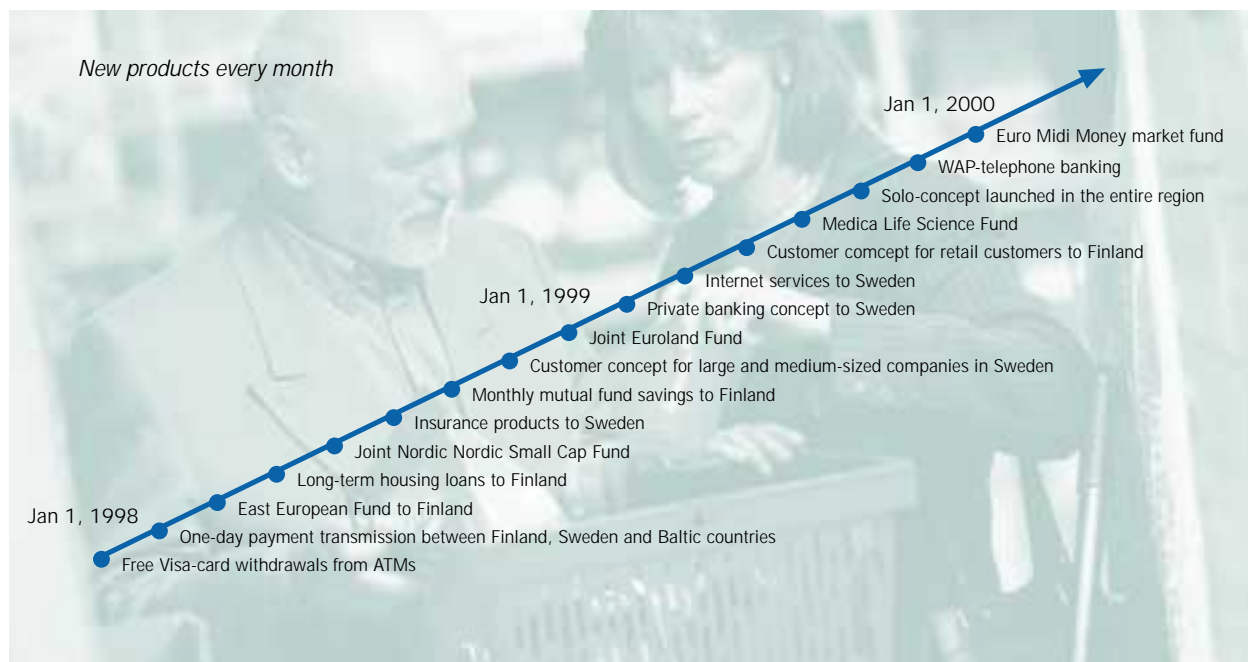 New products every month
Jan 1, 2000
Euro Midi Money market fund
WAP-telephone banking
Solo-concept launched in the entire region
Medica Life Science Fund
Customer comcept for retail customers to Finland
Internet services to Sweden
Jan 1, 1999
Private banking concept to Sweden
Joint Euroland Fund
Customer concept for large and medium-sized companies in Sweden
Monthly mutual fund savings to Finland
Insurance products to Sweden
Joint Nordic Nordic Small Cap Fund
Long-term housing loans to Finland
East European Fund to Finland
Jan 1, 1998
One-day payment transmission between Finland, Sweden and Baltic countries
Free Visa-card withdrawals from ATMs